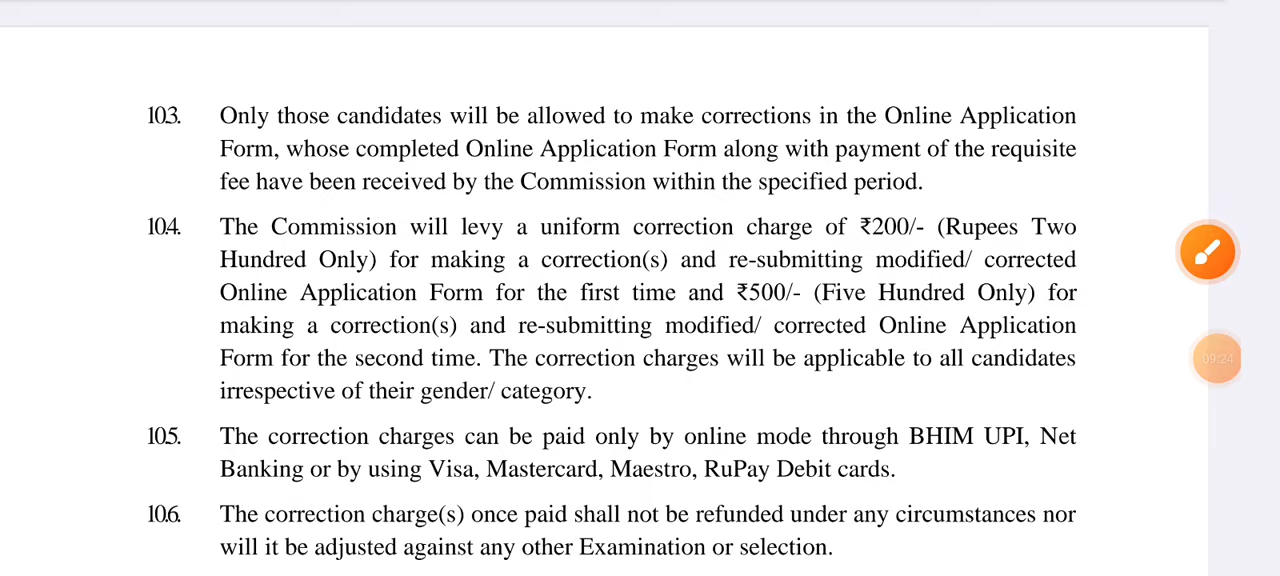 10.3. Only those candidates will be allowed to make corrections in the Online Application
Form, whose completed Online Application Form along with payment of the requisite
fee have been received by the Commission within the specified period.
10.4. The Commission will levy a uniform correction charge of ₹200/- (Rupees Two
Hundred Only) for making a correction(s) and re-submitting modified/ corrected
Online Application Form for the first time and ₹500/- (Five Hundred Only) for
making a correction(s) and re-submitting modified/ corrected Online Application
Form for the second time. The correction charges will be applicable to all candidates
irrespective of their gender/ category.
10.5. The correction charges can be paid only by online mode through BHIM UPI, Net
Banking or by using Visa, Mastercard, Maestro, RuPay Debit cards.
10.6. The correction charge(s) once paid shall not be refunded under any circumstances nor
will it be adjusted against any other Examination or selection.
09:24